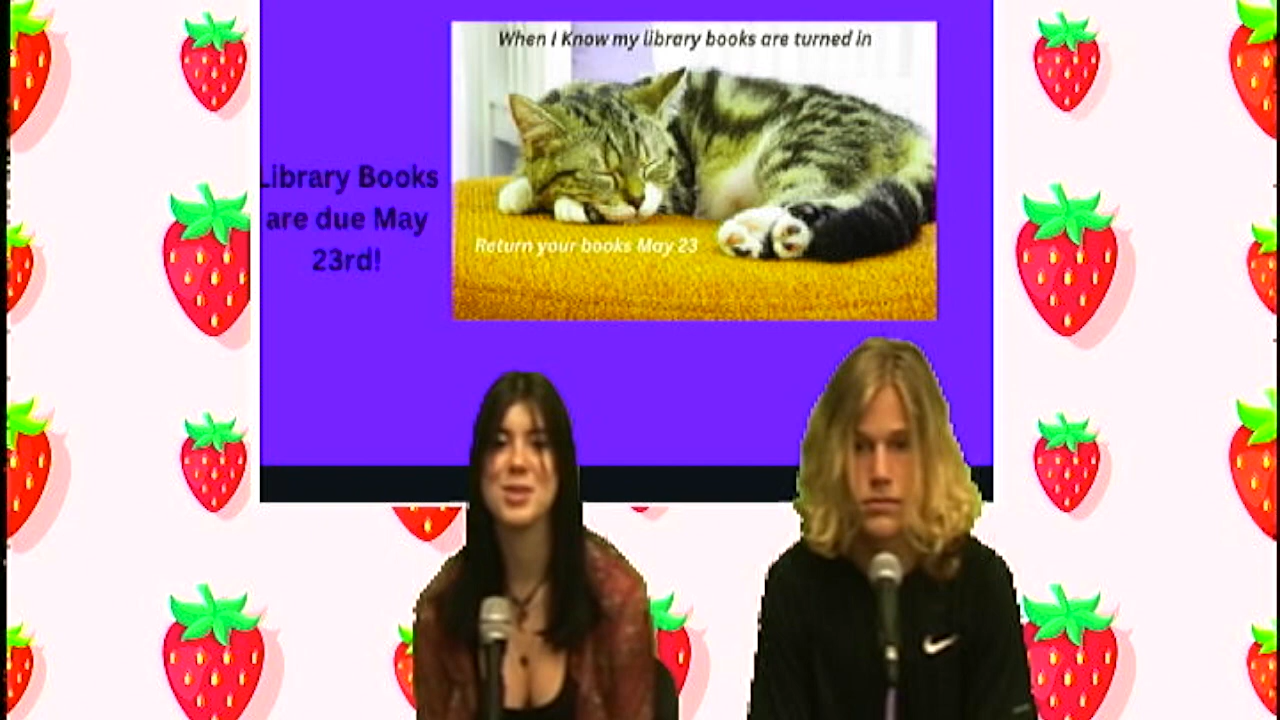 When I Know my library books are turned in
Library Books
are due May
23rd!
Return your books May 23